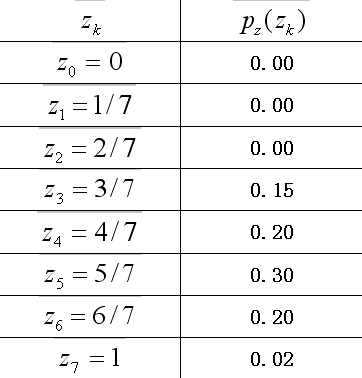 z_k p_z(z_k)
z_0 = 0 0.00
z_1 = 1/7 0.00
z_2 = 2/7 0.00
z_3 = 3/7 0.15
z_4 = 4/7 0.20
z_5 = 5/7 0.30
z_6 = 6/7 0.20
z_7 = 1 0.02